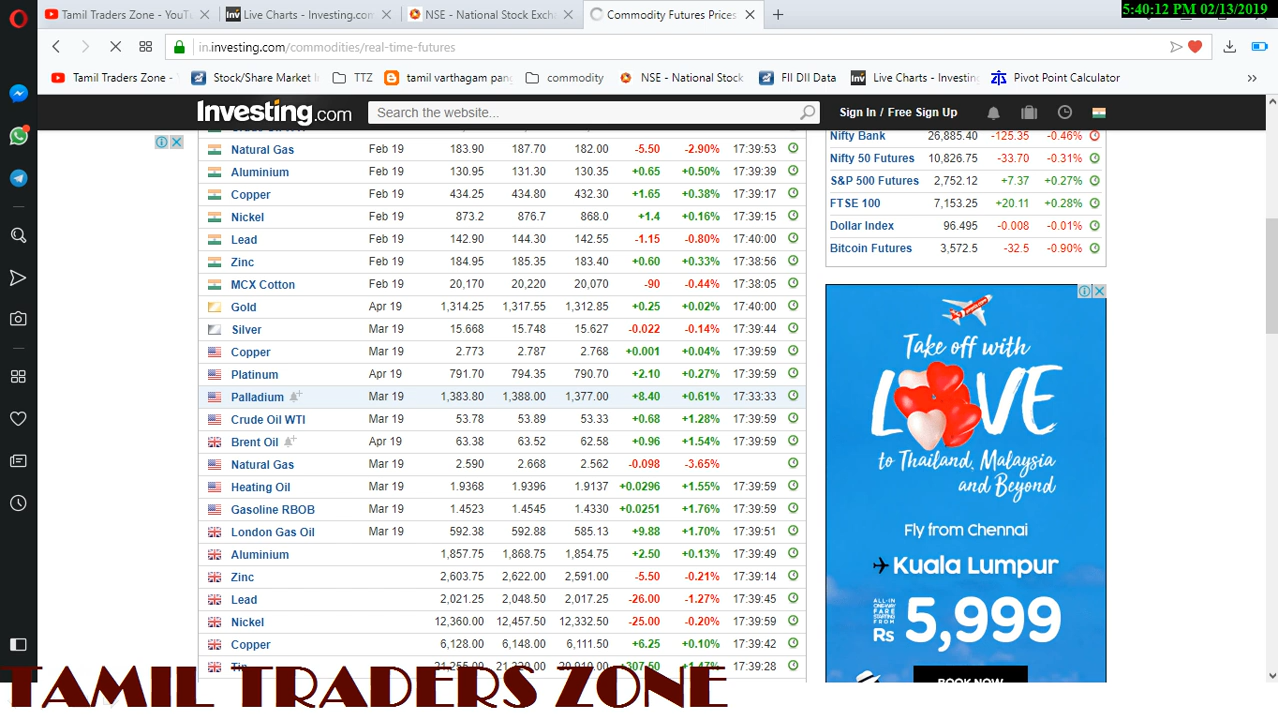 5:40:12 PM 02/13/2019
Tamil Traders Zone - YouTu
Live Charts - Investing.com
NSE - National Stock Exch
Commodity Futures Prices
in.investing.com/commodities/real-time-futures
Tamil Traders Zone -
Stock/Share Market
TTZ
tamil varthagam pan
commodity
NSE - National Stock
FII DII Data
Live Charts - Investin
Pivot Point Calculator
Investing.com
Search the website...
Sign In / Free Sign Up
Natural Gas Feb 19 183.90 187.70 182.00 -5.50 -2.90% 17:39:53
Aluminium Feb 19 130.95 131.30 130.35 +0.65 +0.50% 17:39:39
Copper Feb 19 434.25 434.80 432.30 +1.65 +0.38% 17:39:17
Nickel Feb 19 873.2 876.7 868.0 +1.4 +0.16% 17:39:15
Lead Feb 19 142.90 144.30 142.55 -1.15 -0.80% 17:40:00
Zinc Feb 19 184.95 185.35 183.40 +0.60 +0.33% 17:38:56
MCX Cotton Feb 19 20,170 20,220 20,070 -90 -0.44% 17:38:05
Gold Apr 19 1,314.25 1,317.55 1,312.85 +0.25 +0.02% 17:40:00
Silver Mar 19 15.668 15.748 15.627 -0.022 -0.14% 17:39:44
Copper Mar 19 2.773 2.787 2.768 +0.001 +0.04% 17:39:59
Platinum Mar 19 791.70 794.35 790.70 +2.10 +0.27% 17:39:59
Palladium Mar 19 1,383.80 1,388.00 1,377.00 +8.40 +0.61% 17:33:33
Crude Oil WTI Mar 19 53.78 53.96 53.33 +0.68 +1.28% 17:39:59
Brent Oil Apr 19 63.38 63.52 62.58 +0.96 +1.54% 17:39:59
Natural Gas Mar 19 2.590 2.668 2.562 -0.098 -3.65%
Heating Oil Mar 19 1.9368 1.9396 1.9137 +0.0296 +1.55% 17:39:59
Gasoline RBOB Mar 19 1.4523 1.4545 1.4330 +0.0251 +1.76% 17:39:59
London Gas Oil Mar 19 592.38 592.88 585.13 +9.88 +1.70% 17:39:51
Aluminium 1,857.75 1,868.75 1,854.75 +2.50 +0.13% 17:39:49
Zinc 2,603.75 2,622.00 2,591.00 -5.50 -0.21% 17:39:14
Lead 2,021.25 2,048.50 2,017.25 -26.00 -1.27% 17:39:45
Nickel 12,360.00 12,457.50 12,332.50 -25.00 -0.20% 17:39:59
Copper 6,128.00 6,148.00 6,111.50 +6.25 +0.10% 17:39:42
17:39:28
Nifty Bank 26,885.40 -125.35 -0.46%
Nifty 50 Futures 10,826.75 -33.70 -0.31%
S&P 500 Futures 2,752.12 +7.37 +0.27%
FTSE 100 7,153.25 +20.11 +0.28%
Dollar Index 96.495 -0.008 -0.01%
Bitcoin Futures 3,572.5 -32.5 -0.90%
Take off with
LOVE
to Thailand, Malaysia
and Beyond
Fly from Chennai
Kuala Lumpur
ALL-IN
ONE-WAY
FARE
STARTING
FROM
Rs 5,999
BOOK NOW
TAMIL TRADERS ZONE